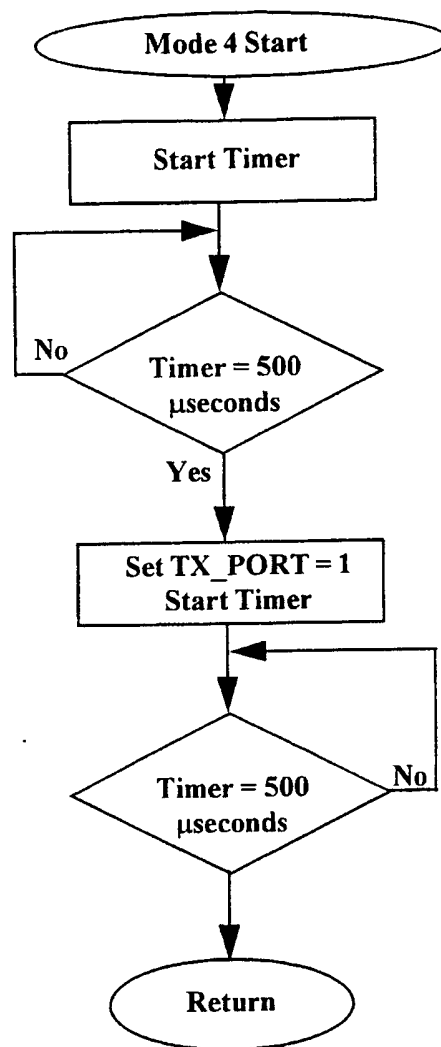 Mode 4 Start
Start Timer
No
Timer = 500
μseconds
Yes
Set TX_PORT = 1
Start Timer
Timer = 500
μseconds
No
Return